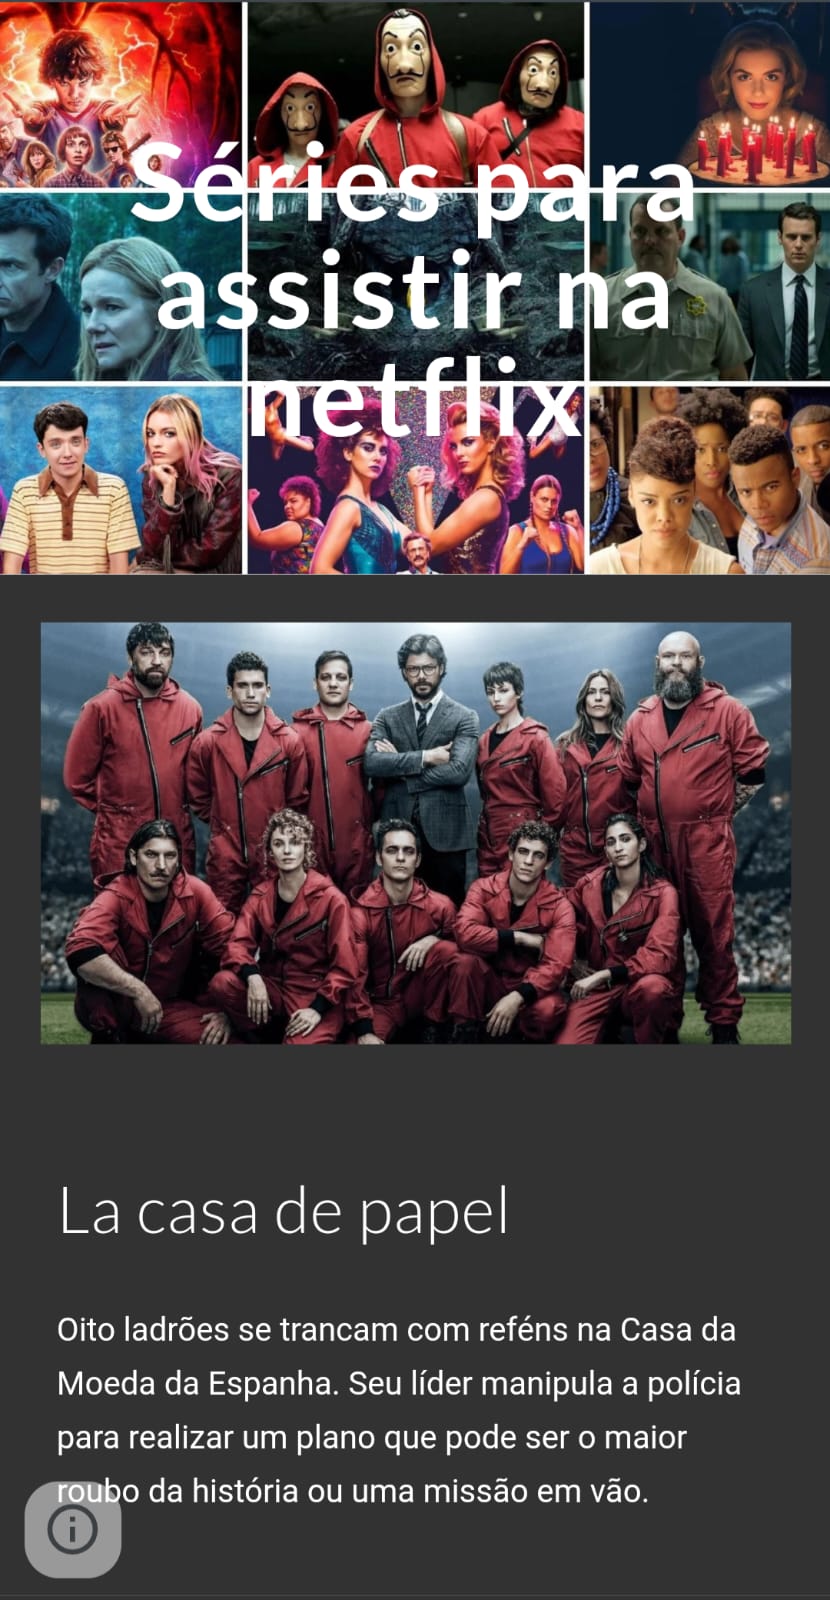 Séries para
assistir na
netflix
La casa de papel
Oito ladrões se trancam com reféns na Casa da
Moeda da Espanha. Seu líder manipula a polícia
para realizar um plano que pode ser o maior
roubo da história ou uma missão em vão.